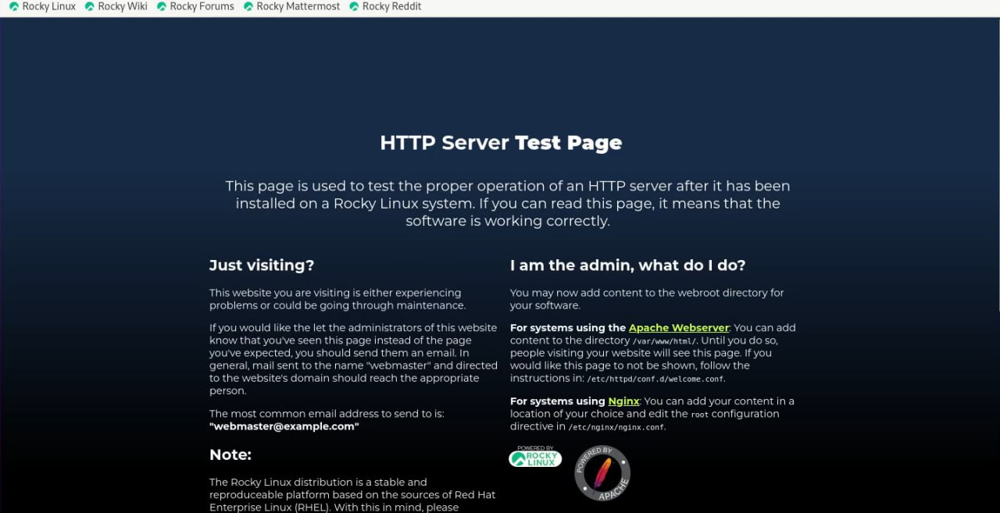 Rocky Linux Rocky Wiki Rocky Forums Rocky Mattermost Rocky Reddit
HTTP Server Test Page
This page is used to test the proper operation of an HTTP server after it has been
installed on a Rocky Linux system. If you can read this page, it means that the
software is working correctly.
Just visiting?
This website you are visiting is either experiencing
problems or could be going through maintenance.
If you would like the let the administrators of this website
know that you've seen this page instead of the page
you've expected, you should send them an email. In
general, mail sent to the name "webmaster" and directed
to the website's domain should reach the appropriate
person.
The most common email address to send to is:
"webmaster@example.com"
Note:
The Rocky Linux distribution is a stable and
reproduceable platform based on the sources of Red Hat
Enterprise Linux (RHEL). With this in mind, please
I am the admin, what do I do?
You may now add content to the webroot directory for
your software.
For systems using the Apache Webserver: You can add
content to the directory /var/www/html/. Until you do so,
people visiting your website will see this page. If you
would like this page to not be shown, follow the
instructions in: /etc/httpd/conf.d/welcome.conf.
For systems using Nginx: You can add your content in a
location of your choice and edit the root configuration
directive in /etc/nginx/nginx.conf.
POWERED BY
ROCKY
LINUX
POWERED BY
APACHE